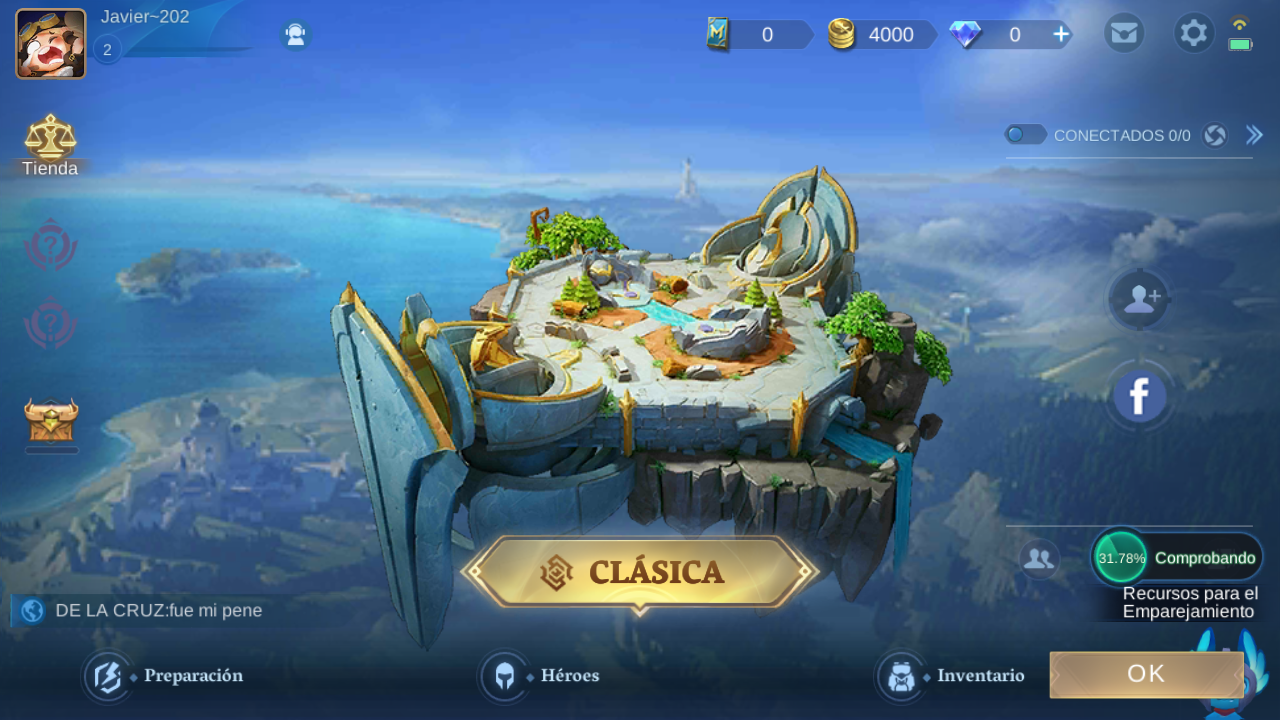 Javier~202
2
0
4000
0
Tienda
CONECTADOS 0/0
CLÁSICA
31.78%
Comprobando
Recursos para el
Emparejamiento
DE LA CRUZ:fue mi pene
Preparación
Héroes
Inventario
OK